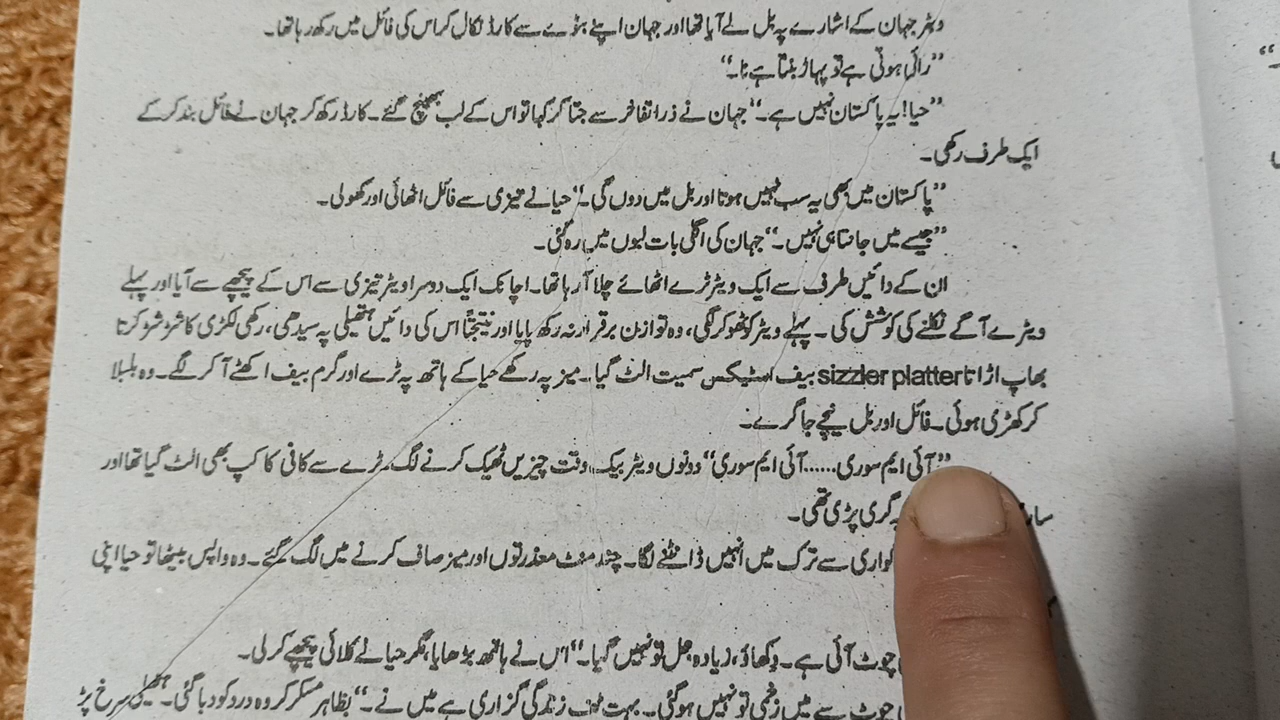 ویٹر جہان کے اشارے پہ بل لے آیا تھا اور جہان اپنے بٹوے سے کارڈ نکال کر اس کی فائل میں رکھ رہا تھا۔
”رائی ہوتی ہے تو پہاڑ بنتا ہے نا۔“
”حیا! یہ پاکستان نہیں ہے۔“ جہان نے ذرا تفاخر سے جتا کر کہا تو اس کے لب بھینچ گئے۔ کارڈ رکھ کر جہان نے فائل بند کر کے
ایک طرف رکھی۔
”پاکستان میں بھی یہ سب نہیں ہوتا اور بل میں دوں گی۔“ حیا نے تیزی سے فائل اٹھائی اور کھولی۔
”جیسے میں جانتا ہی نہیں۔“ جہان کی اگلی بات لبوں میں رہ گئی۔
ان کے دائیں طرف سے ایک ویٹر ٹرے اٹھائے چلا آ رہا تھا۔ اچانک ایک دوسرا ویٹر تیزی سے اس کے پیچھے سے آیا اور پہلے
ویٹر سے آگے نکلنے کی کوشش کی۔ پہلے ویٹر کو ٹھوکر لگی، وہ توازن برقرار نہ رکھ پایا اور نتیجتاً اس کی دائیں ہتھیلی پہ سیدھی، رکھی لکڑی کا شرشر کرتا
بھاپ اڑاتا sizzler platter بیف اسٹیکس سمیت الٹ گیا۔ میز پہ رکھے حیا کے ہاتھ پہ ٹرے اور گرم بیف اکٹھے آ کر لگے۔ وہ بلبلا
کر کھڑی ہوئی۔ فائل اور بل نیچے جا گرے۔
”آئی ایم سوری......آئی ایم سوری“ دونوں ویٹر بیک وقت چیزیں ٹھیک کرنے لگے۔ ٹرے سے کافی کا کپ بھی الٹ گیا تھا اور
گری پڑی تھی۔
سے ترک میں انہیں ڈانٹنے لگا۔ چند منٹ معذرتوں اور میز صاف کرنے میں لگ گئے۔ وہ واپس بیٹھا تو حیا اپنی
چوٹ آئی ہے۔ دکھاؤ، زیادہ جل تو نہیں گیا۔“ اس نے ہاتھ بڑھایا، مگر حیا نے کلائی پیچھے کر لی۔
چوٹ سے میں زخمی تو نہیں ہو گئی۔ بہت ٹف زندگی گزاری ہے میں نے۔“ بظاہر مسکرا کر وہ درد کو دبا گئی۔ ہتھیلی سرخ پڑ